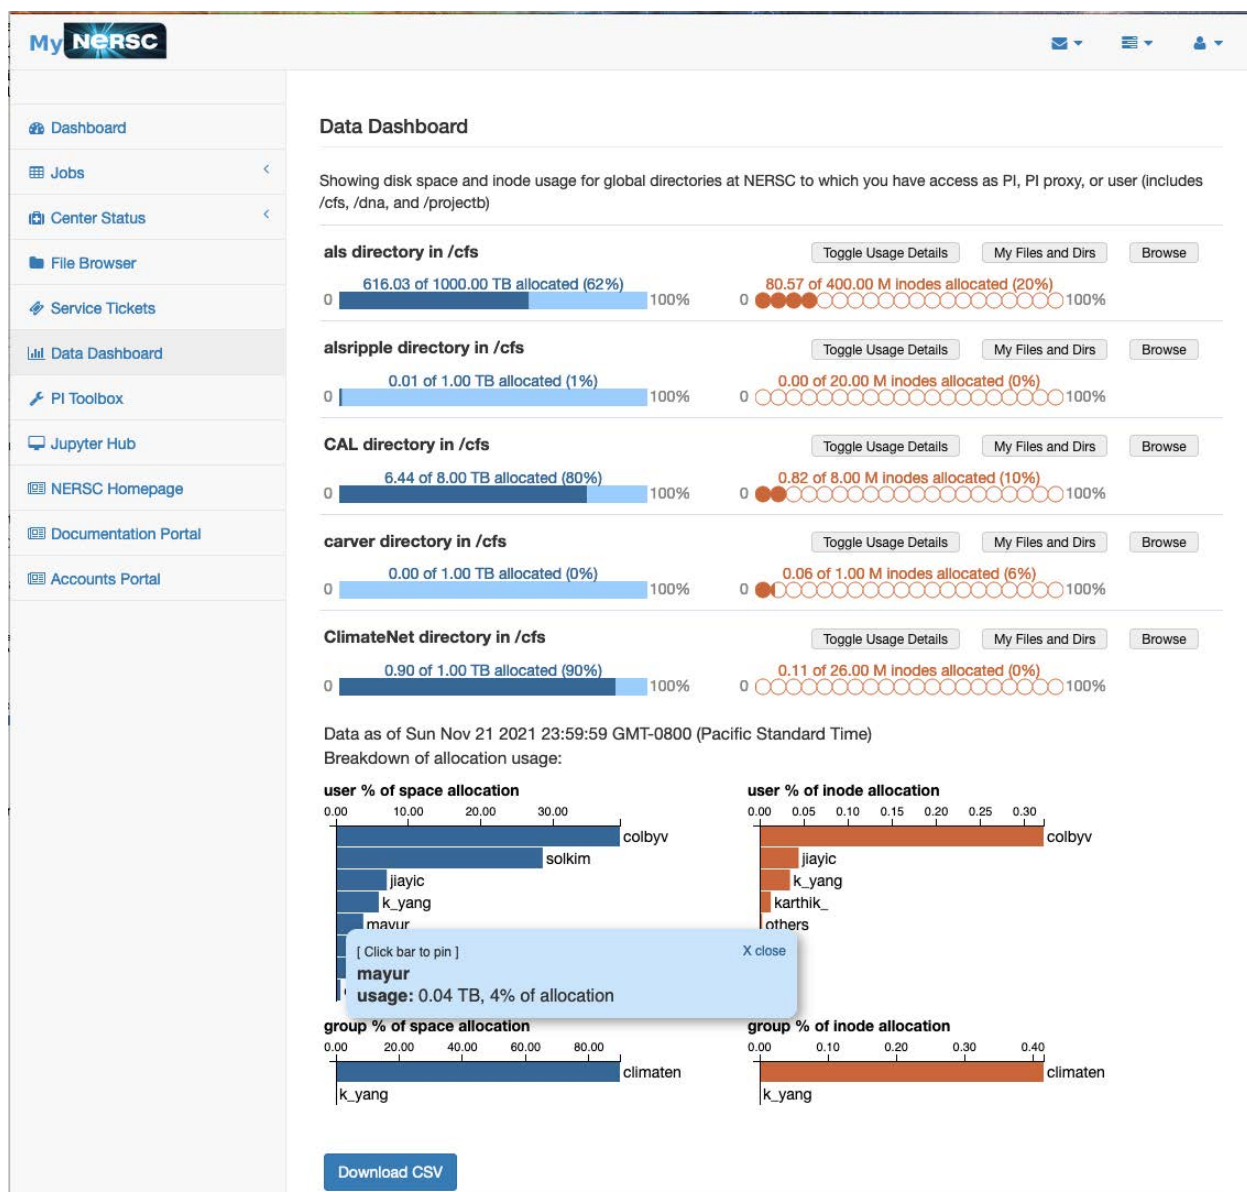 My NERSC
Dashboard
Jobs
Center Status
File Browser
Service Tickets
Data Dashboard
PI Toolbox
Jupyter Hub
NERSC Homepage
Documentation Portal
Accounts Portal
Data Dashboard
Showing disk space and inode usage for global directories at NERSC to which you have access as PI, PI proxy, or user (includes
/cfs, /dna, and /projectb)
als directory in /cfs Toggle Usage Details My Files and Dirs Browse
616.03 of 1000.00 TB allocated (62%) 80.57 of 400.00 M inodes allocated (20%)
0 100% 0 100%
alsripple directory in /cfs Toggle Usage Details My Files and Dirs Browse
0.01 of 1.00 TB allocated (1%) 0.00 of 20.00 M inodes allocated (0%)
0 100% 0 100%
CAL directory in /cfs Toggle Usage Details My Files and Dirs Browse
6.44 of 8.00 TB allocated (80%) 0.82 of 8.00 M inodes allocated (10%)
0 100% 0 100%
carver directory in /cfs Toggle Usage Details My Files and Dirs Browse
0.00 of 1.00 TB allocated (0%) 0.06 of 1.00 M inodes allocated (6%)
0 100% 0 100%
ClimateNet directory in /cfs Toggle Usage Details My Files and Dirs Browse
0.90 of 1.00 TB allocated (90%) 0.11 of 26.00 M inodes allocated (0%)
0 100% 0 100%
Data as of Sun Nov 21 2021 23:59:59 GMT-0800 (Pacific Standard Time)
Breakdown of allocation usage:
user % of space allocation
0.00 10.00 20.00 30.00
colbyv
solkim
jiayic
k_yang
mayur
user % of inode allocation
0.00 0.05 0.10 0.15 0.20 0.25 0.30
colbyv
jiayic
k_yang
karthik_
others
[ Click bar to pin ] X close
mayur
usage: 0.04 TB, 4% of allocation
group % of space allocation
0.00 20.00 40.00 60.00 80.00
climaten
k_yang
group % of inode allocation
0.00 0.10 0.20 0.30 0.40
climaten
k_yang
Download CSV